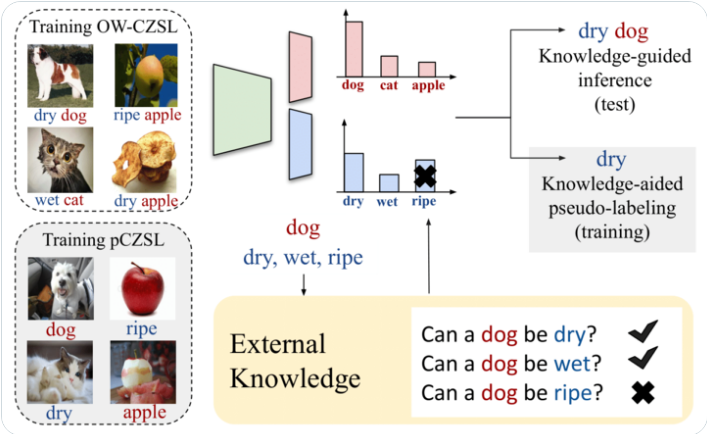 Training OW-CZSL
dry dog
ripe apple
wet cat
dry apple
Training pCZSL
dog
ripe
dry
apple
dog
cat
apple
dry
wet
ripe
dog
dry, wet, ripe
dry dog
Knowledge-guided
inference
(test)
dry
Knowledge-aided
pseudo-labeling
(training)
External
Knowledge
Can a dog be dry?
Can a dog be wet?
Can a dog be ripe?